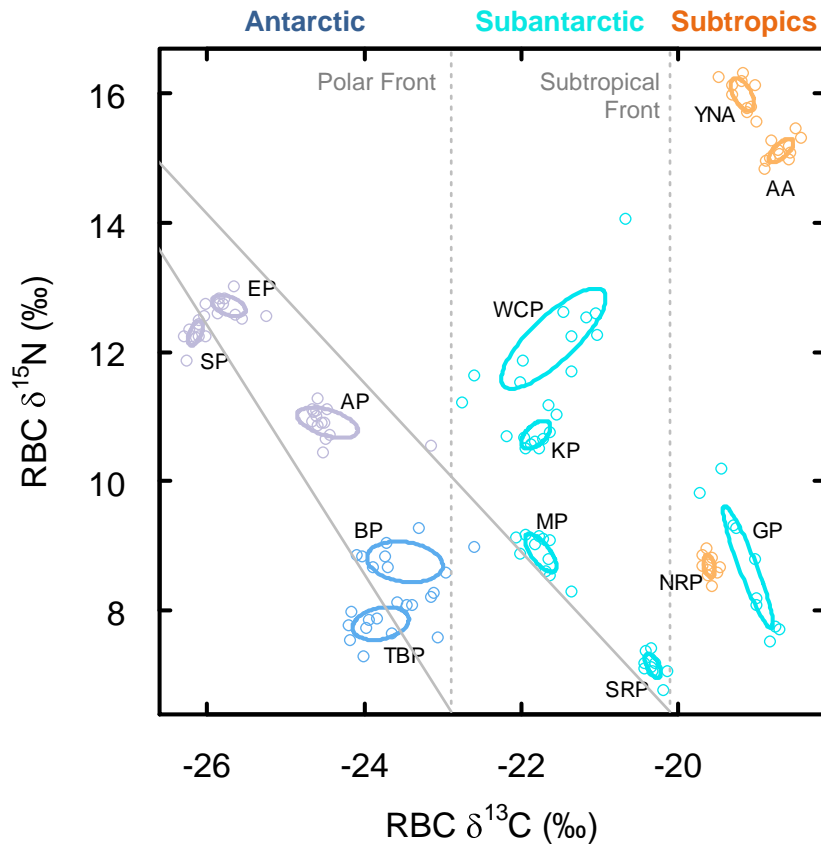 Antarctic Subantarctic Subtropics
Polar Front
Subtropical
Front
YNA
AA
EP
SP
WCP
AP
KP
BP
MP
GP
NRP
TBP
SRP
16
14
12
10
8
RBC δ¹⁵N (‰)
-26 -24 -22 -20
RBC δ¹³C (‰)